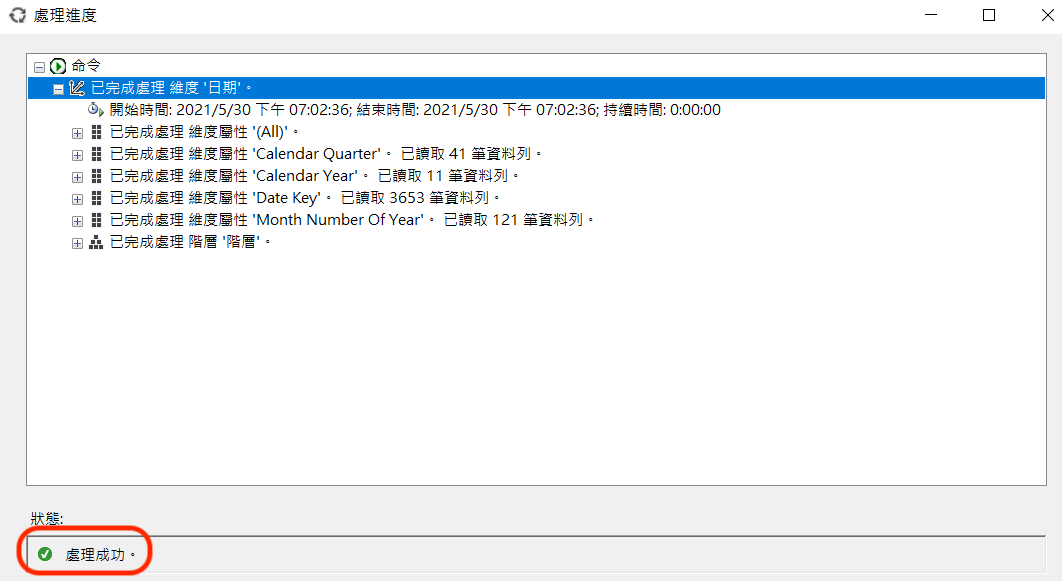 處理進度
命令
已完成處理 維度 '日期'。
開始時間: 2021/5/30 下午 07:02:36; 結束時間: 2021/5/30 下午 07:02:36; 持續時間: 0:00:00
已完成處理 維度屬性 '(All)'。
已完成處理 維度屬性 'Calendar Quarter'。 已讀取 41 筆資料列。
已完成處理 維度屬性 'Calendar Year'。 已讀取 11 筆資料列。
已完成處理 維度屬性 'Date Key'。 已讀取 3653 筆資料列。
已完成處理 維度屬性 'Month Number Of Year'。 已讀取 121 筆資料列。
已完成處理 階層 '階層'。
狀態:
處理成功。